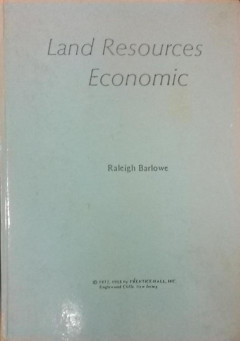 Land Resources
Economic
Raleigh Barlowe
© 1972, 1958 by PRENTICE-HALL, INC.
Englewood Cliffs, New Jersey